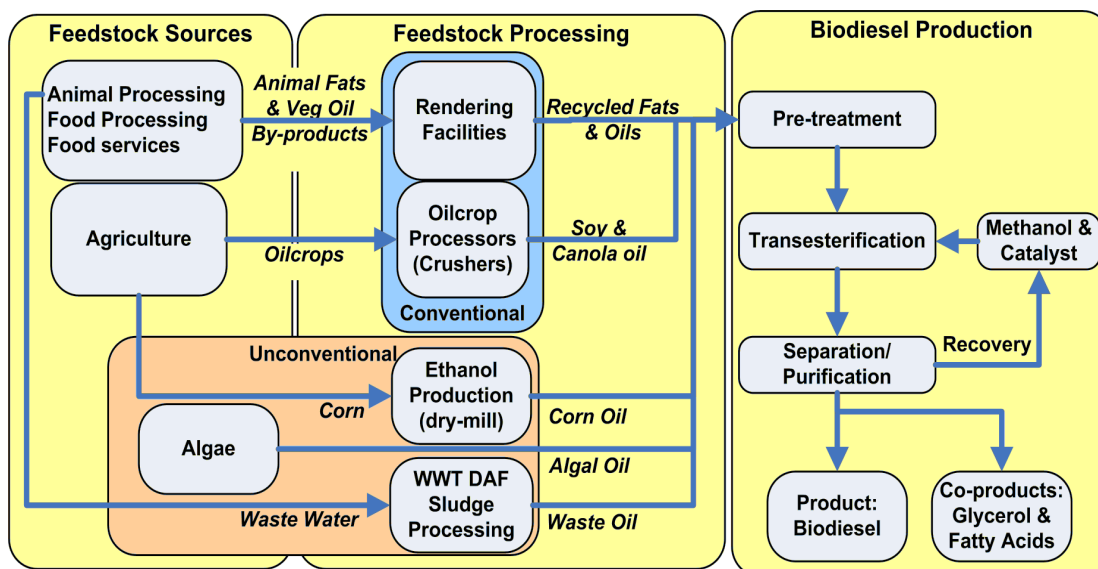 Feedstock Sources
Feedstock Processing
Biodiesel Production
Animal Processing
Food Processing
Food services
Animal Fats
& Veg Oil
By-products
Rendering
Facilities
Recycled Fats
& Oils
Pre-treatment
Agriculture
Oilcrops
Oilcrop
Processors
(Crushers)
Soy &
Canola oil
Conventional
Transesterification
Methanol &
Catalyst
Unconventional
Corn
Ethanol
Production
(dry-mill)
Corn Oil
Separation/
Purification
Recovery
Algae
Algal Oil
Waste Water
WWT DAF
Sludge
Processing
Waste Oil
Product:
Biodiesel
Co-products:
Glycerol &
Fatty Acids